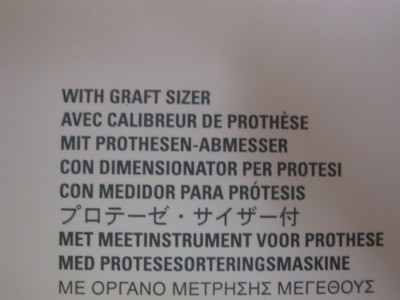 WITH GRAFT SIZER
AVEC CALIBREUR DE PROTHÈSE
MIT PROTHESEN-ABMESSER
CON DIMENSIONATOR PER PROTESI
CON MEDIDOR PARA PRÓTESIS
プロテーゼ・サイザー付
MET MEETINSTRUMENT VOOR PROTHESE
MED PROTESESORTERINGSMASKINE
ΜΕ ΟΡΓΑΝΟ ΜΕΤΡΗΣΗΣ ΜΕΓΕΘΟΥΣ